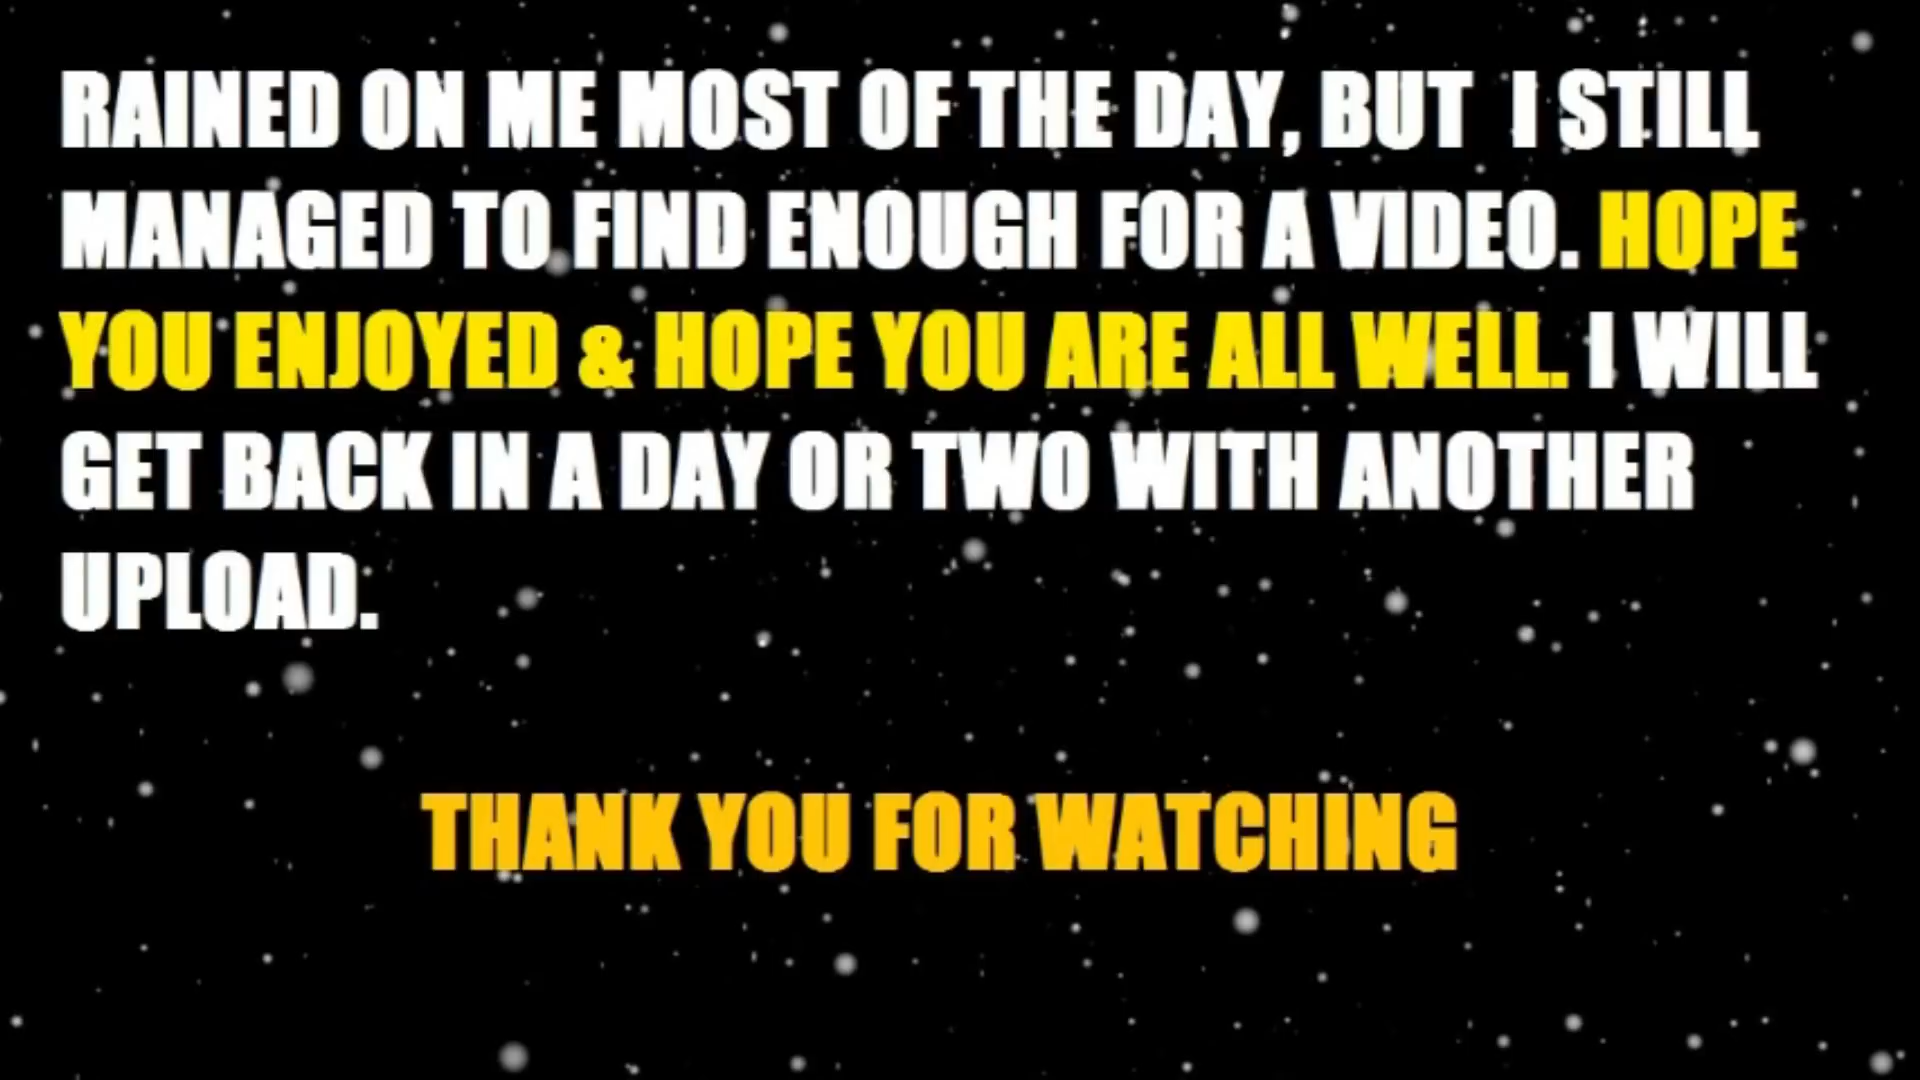 RAINED ON ME MOST OF THE DAY, BUT I STILL
MANAGED TO FIND ENOUGH FOR A VIDEO. HOPE
YOU ENJOYED & HOPE YOU ARE ALL WELL. I WILL
GET BACK IN A DAY OR TWO WITH ANOTHER
UPLOAD.
THANK YOU FOR WATCHING